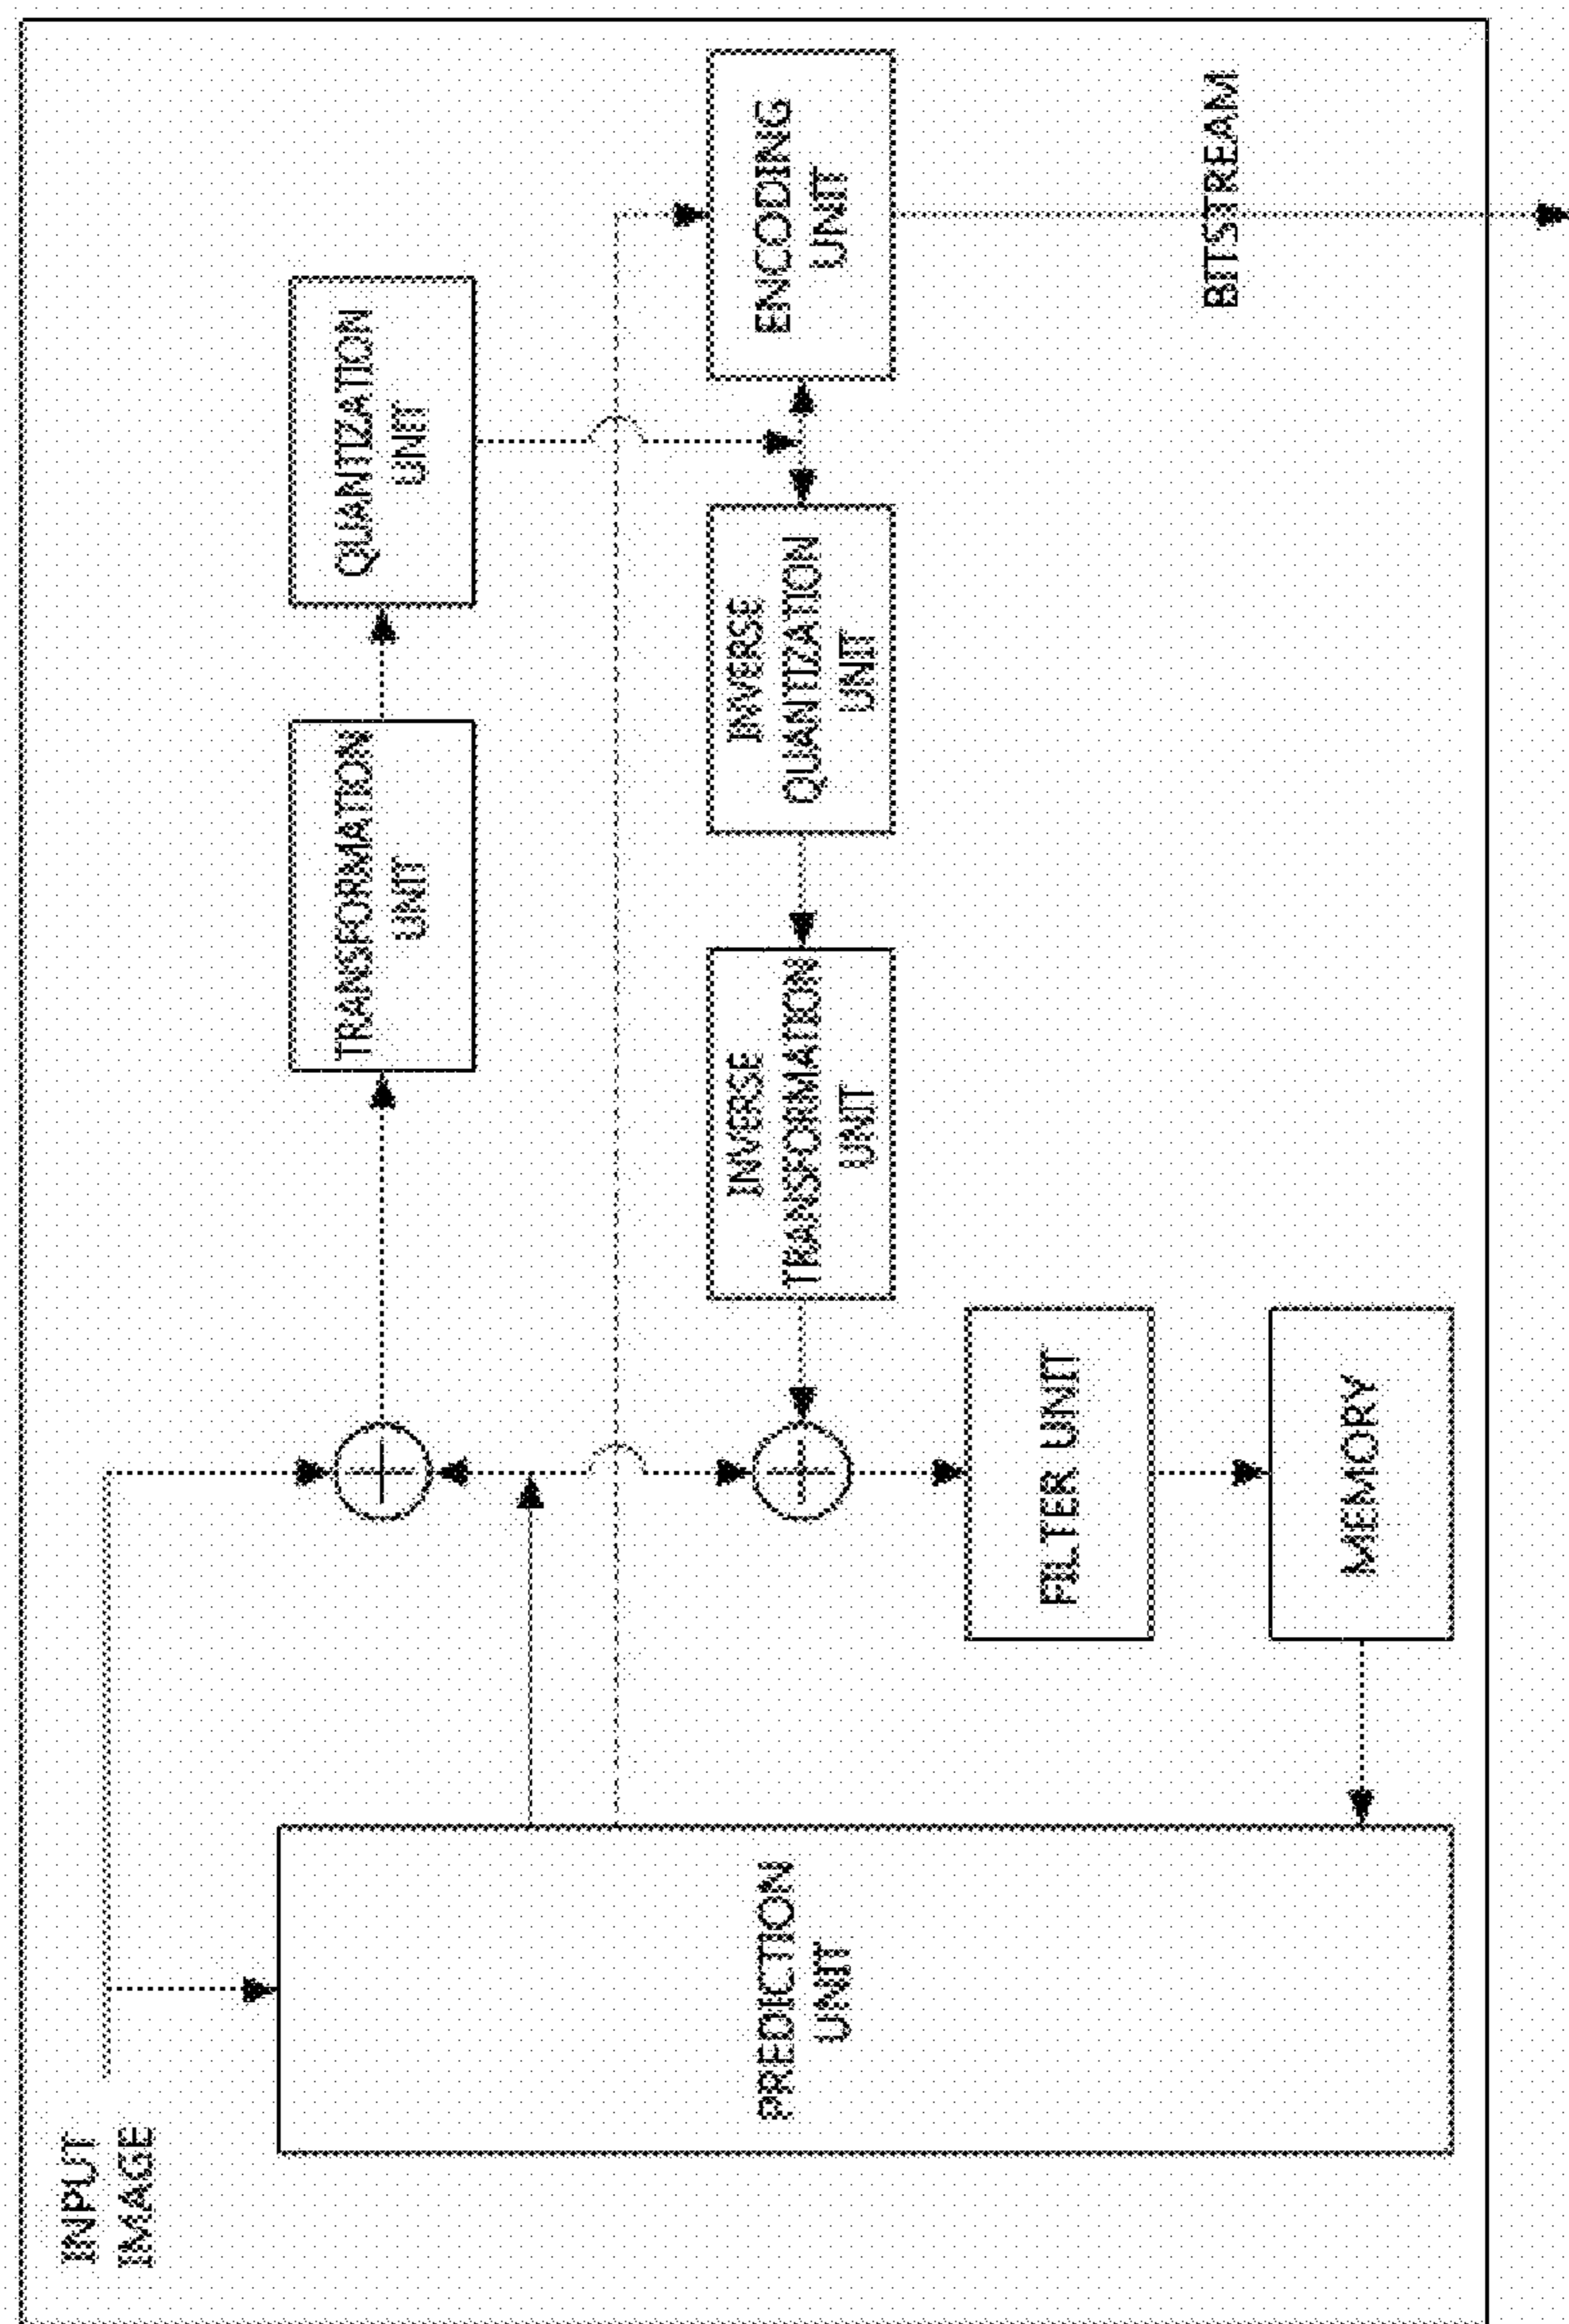 INPUT
IMAGE
TRANSFORMATION
UNIT
QUANTIZATION
UNIT
PREDICTION
UNIT
INVERSE
TRANSFORMATION
UNIT
INVERSE
QUANTIZATION
UNIT
ENCODING
UNIT
FILTER UNIT
BITSTREAM
MEMORY